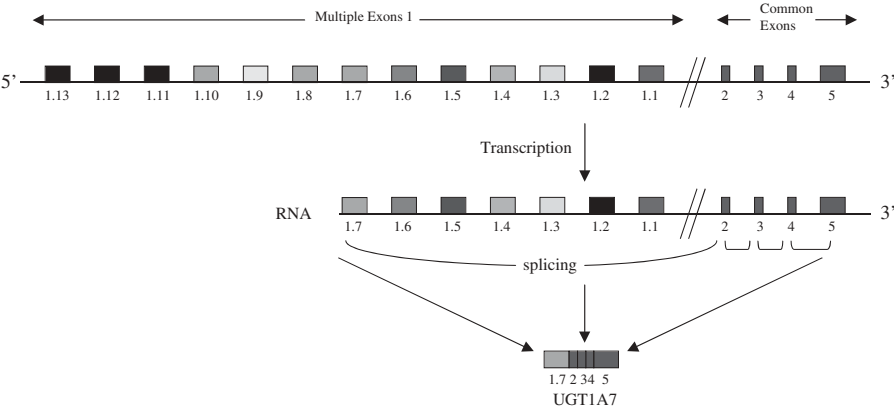 Multiple Exons 1
Common
Exons
5’ 3’
1.13 1.12 1.11 1.10 1.9 1.8 1.7 1.6 1.5 1.4 1.3 1.2 1.1 2 3 4 5
Transcription
RNA 3’
1.7 1.6 1.5 1.4 1.3 1.2 1.1 2 3 4 5
splicing
1.7 2 34 5
UGT1A7